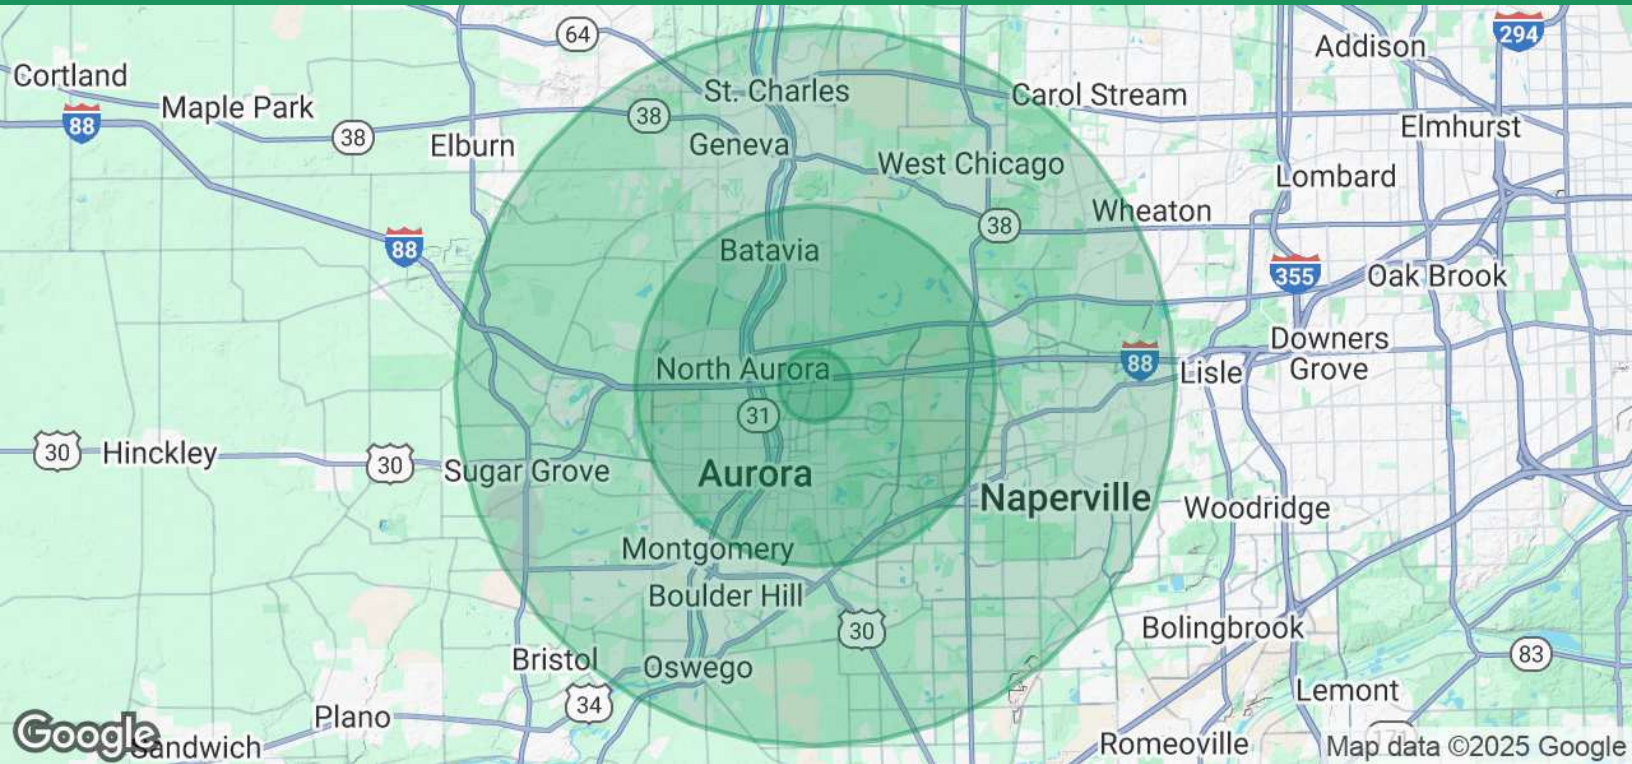 64
294
Addison
Cortland
St. Charles
Carol Stream
Maple Park
88
38
38
Elmhurst
Elburn
Geneva
West Chicago
Lombard
Wheaton
38
88
Batavia
355
Oak Brook
Downers
Grove
North Aurora
88
Lisle
31
30
Hinckley
30
Sugar Grove
Aurora
Naperville
Woodridge
Montgomery
Boulder Hill
30
Bolingbrook
Bristol
Oswego
83
34
Lemont
Plano
Google
Sandwich
Romeoville
171
Map data ©2025 Google